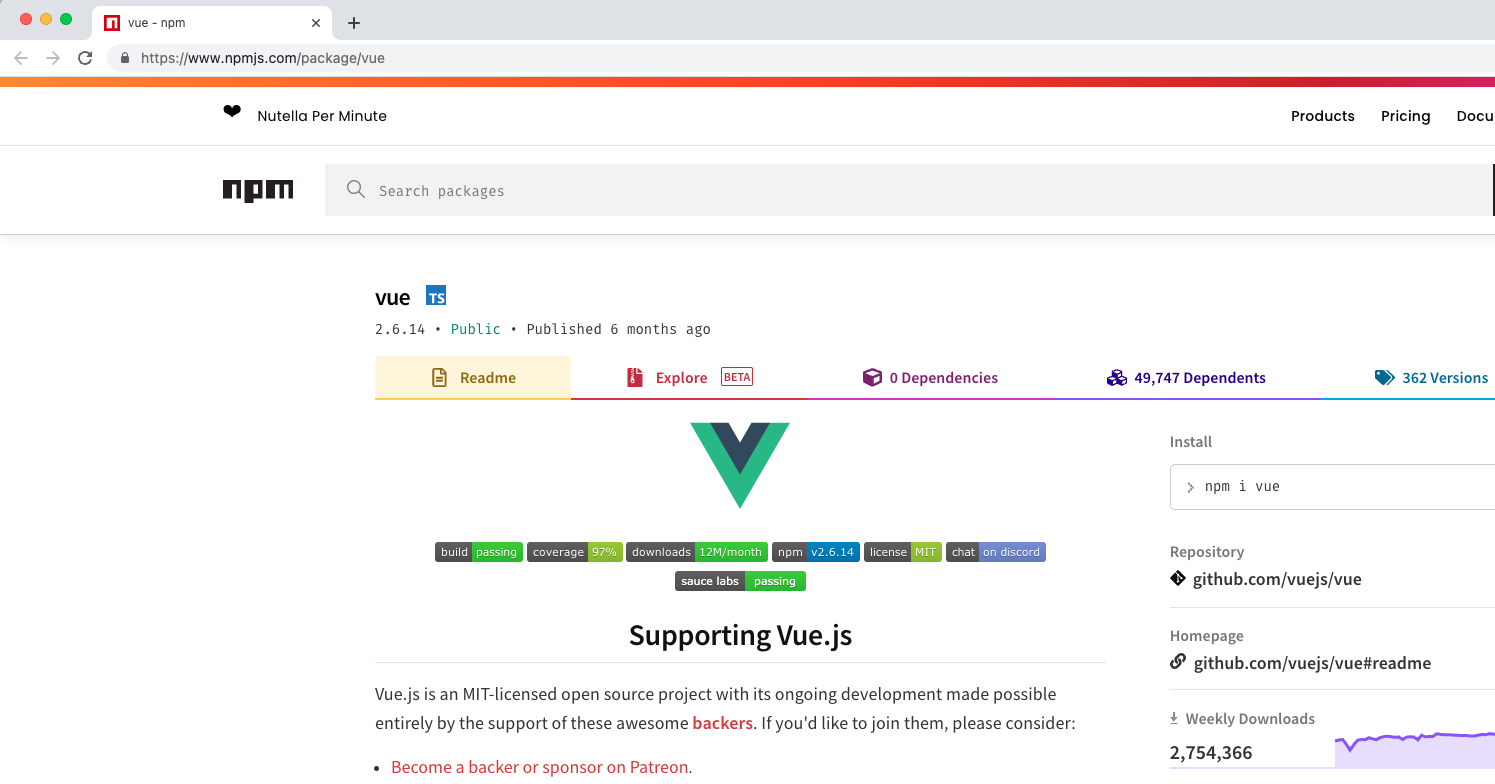 vue - npm
https://www.npmjs.com/package/vue
❤ Nutella Per Minute Products Pricing
npm Search packages
vue TS
2.6.14 • Public • Published 6 months ago
Readme Explore BETA 0 Dependencies 49,747 Dependents 362 Versions
Install
npm i vue
build passing coverage 97% downloads 12M/month npm v2.6.14 license MIT chat on discord
sauce labs passing
Repository
github.com/vuejs/vue
Supporting Vue.js
Homepage
github.com/vuejs/vue#readme
Vue.js is an MIT-licensed open source project with its ongoing development made possible
entirely by the support of these awesome backers. If you'd like to join them, please consider:
• Become a backer or sponsor on Patreon.
Weekly Downloads
2,754,366